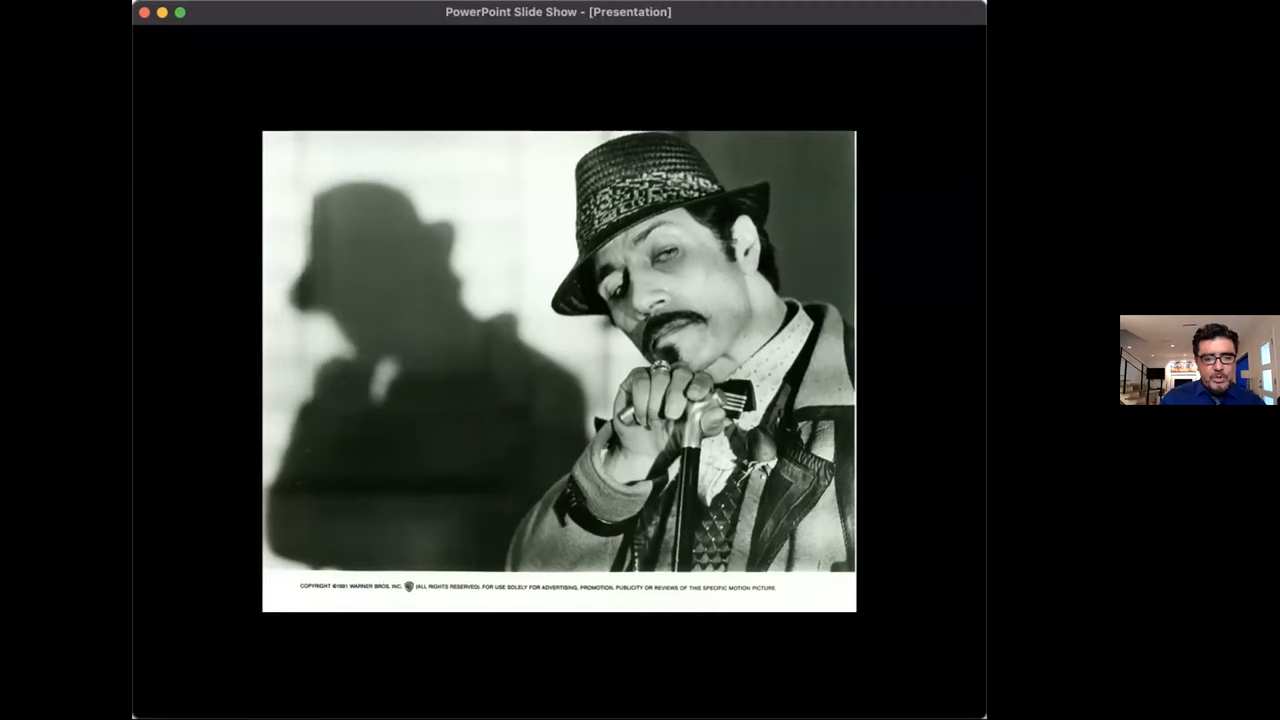 PowerPoint Slide Show - [Presentation]
COPYRIGHT ©1991 WARNER BROS. INC. (ALL RIGHTS RESERVED). FOR USE SOLELY FOR ADVERTISING, PROMOTION, PUBLICITY OR REVIEWS OF THIS SPECIFIC MOTION PICTURE.